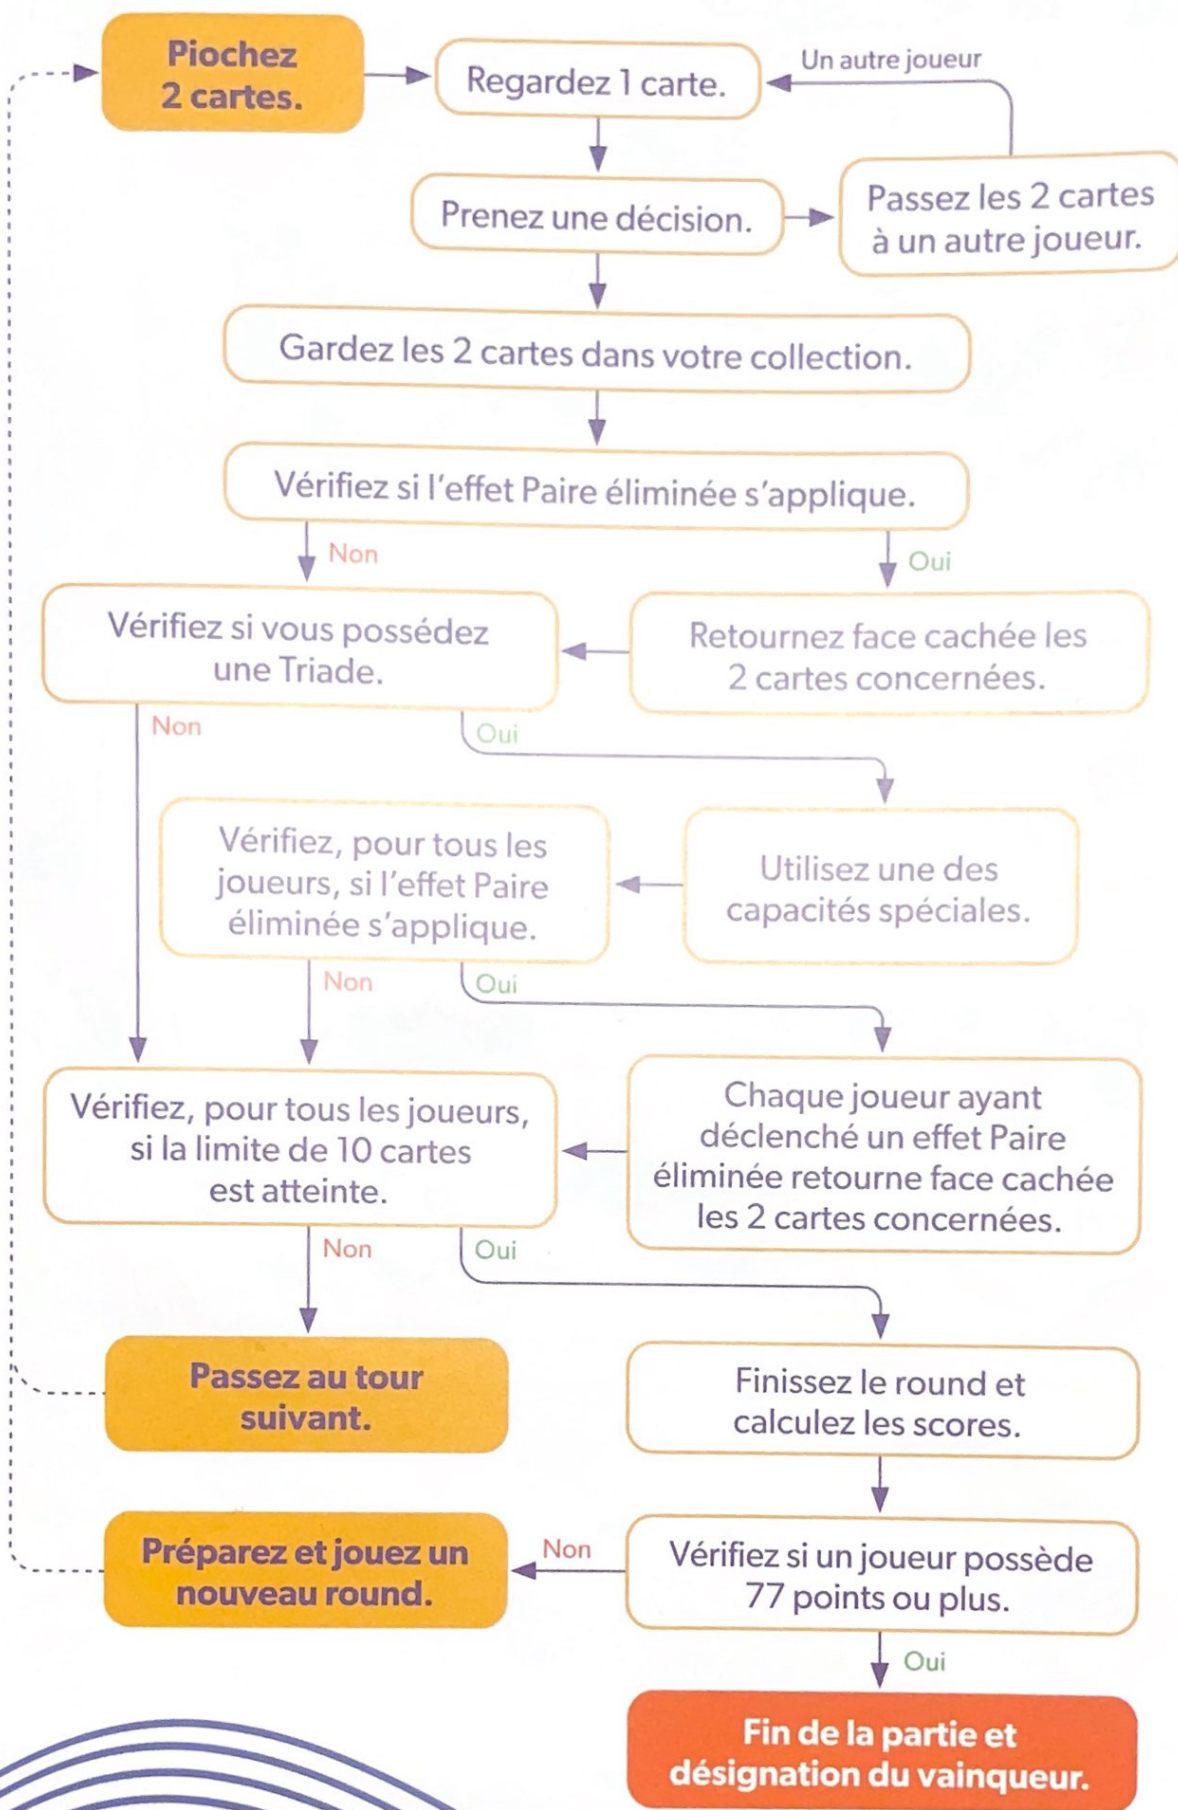 Piochez
2 cartes.
Regardez 1 carte.
Un autre joueur
Prenez une décision.
Passez les 2 cartes
à un autre joueur.
Gardez les 2 cartes dans votre collection.
Vérifiez si l'effet Paire éliminée s'applique.
Non
Oui
Vérifiez si vous possédez
une Triade.
Retournez face cachée les
2 cartes concernées.
Non
Oui
Vérifiez, pour tous les
joueurs, si l'effet Paire
éliminée s'applique.
Utilisez une des
capacités spéciales.
Non
Oui
Vérifiez, pour tous les joueurs,
si la limite de 10 cartes
est atteinte.
Chaque joueur ayant
déclenché un effet Paire
éliminée retourne face cachée
les 2 cartes concernées.
Non
Oui
Passez au tour
suivant.
Finissez le round et
calculez les scores.
Préparez et jouez un
nouveau round.
Non
Vérifiez si un joueur possède
77 points ou plus.
Oui
Fin de la partie et
désignation du vainqueur.